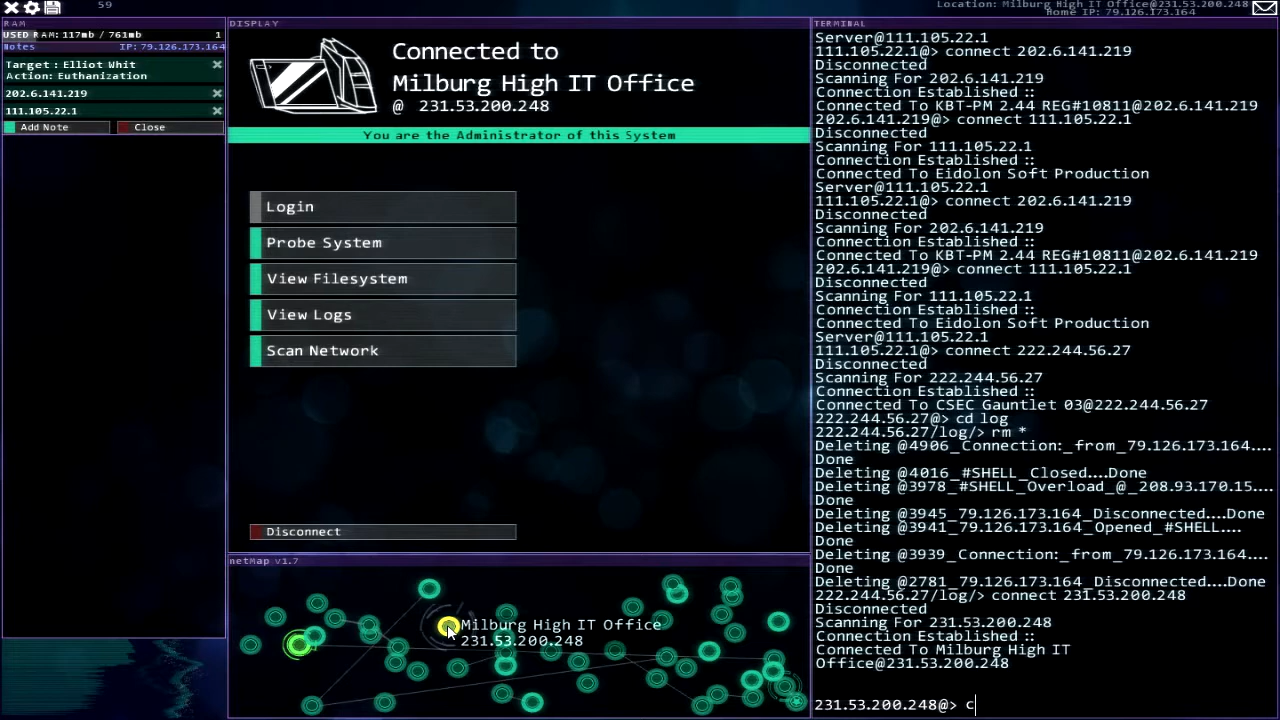 59
Location: Milburg High IT Office@231.53.200.248
Home IP: 79.126.173.164
RAM
USED RAM: 117mb / 761mb 1
Notes IP: 79.126.173.164
Target : Elliot Whit
Action: Euthanization
202.6.141.219
111.105.22.1
Add Note
Close
DISPLAY
Connected to
Milburg High IT Office
@ 231.53.200.248
You are the Administrator of this System
Login
Probe System
View Filesystem
View Logs
Scan Network
Disconnect
netMap v1.7
Milburg High IT Office
231.53.200.248
TERMINAL
Server@111.105.22.1
111.105.22.1@> connect 202.6.141.219
Disconnected
Scanning For 202.6.141.219
Connection Established ::
Connected To KBT-PM 2.44 REG#10811@202.6.141.219
202.6.141.219@> connect 111.105.22.1
Disconnected
Scanning For 111.105.22.1
Connection Established ::
Connected To Eidolon Soft Production
Server@111.105.22.1
111.105.22.1@> connect 202.6.141.219
Disconnected
Scanning For 202.6.141.219
Connection Established ::
Connected To KBT-PM 2.44 REG#10811@202.6.141.219
202.6.141.219@> connect 111.105.22.1
Disconnected
Scanning For 111.105.22.1
Connection Established ::
Connected To Eidolon Soft Production
Server@111.105.22.1
111.105.22.1@> connect 222.244.56.27
Disconnected
Scanning For 222.244.56.27
Connection Established ::
Connected To CSEC Gauntlet 03@222.244.56.27
222.244.56.27@> cd log
222.244.56.27/log/> rm *
Deleting @4906_Connection:_from_79.126.173.164....
Done
Deleting @4016_#SHELL_Closed....Done
Deleting @3978_#SHELL_Overload_@_208.93.170.15....
Done
Deleting @3945_79.126.173.164_Disconnected....Done
Deleting @3941_79.126.173.164_Opened_#SHELL....
Done
Deleting @3939_Connection:_from_79.126.173.164....
Done
Deleting @2781_79.126.173.164_Disconnected....Done
222.244.56.27/log/> connect 231.53.200.248
Disconnected
Scanning For 231.53.200.248
Connection Established ::
Connected To Milburg High IT
Office@231.53.200.248
231.53.200.248@> c